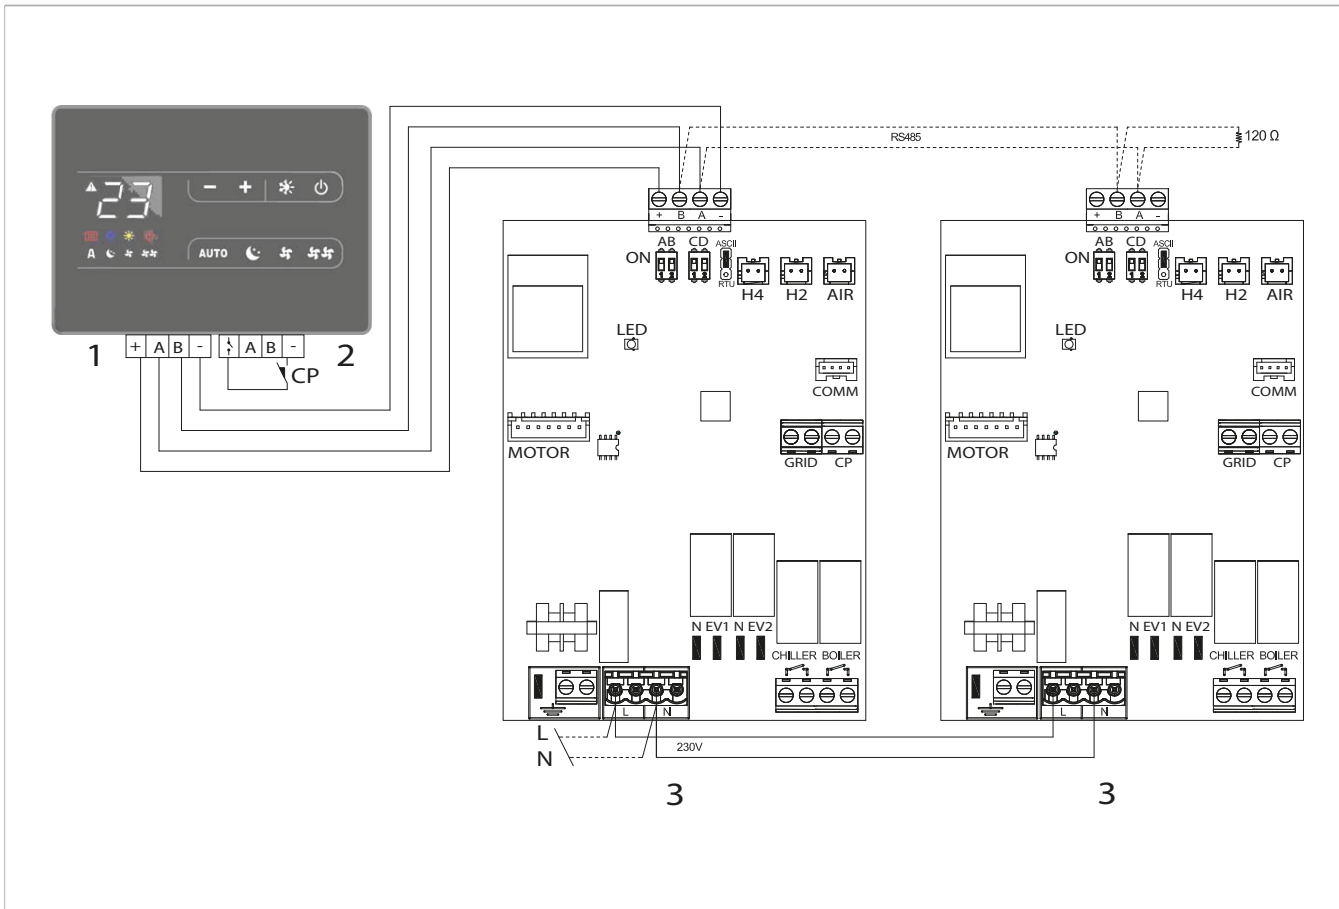 RS485
120 Ω
23
- +
AUTO
A
+ B A -
+ B A -
AB CD ASCII
ON
RTU
H4 H2 AIR
AB CD ASCII
ON
RTU
H4 H2 AIR
1
+ A B -
A B -
2
CP
LED
LED
COMM
COMM
MOTOR
GRID CP
MOTOR
GRID CP
N EV1 N EV2
CHILLER BOILER
N EV1 N EV2
CHILLER BOILER
L N
L N
L
N
230V
3
3